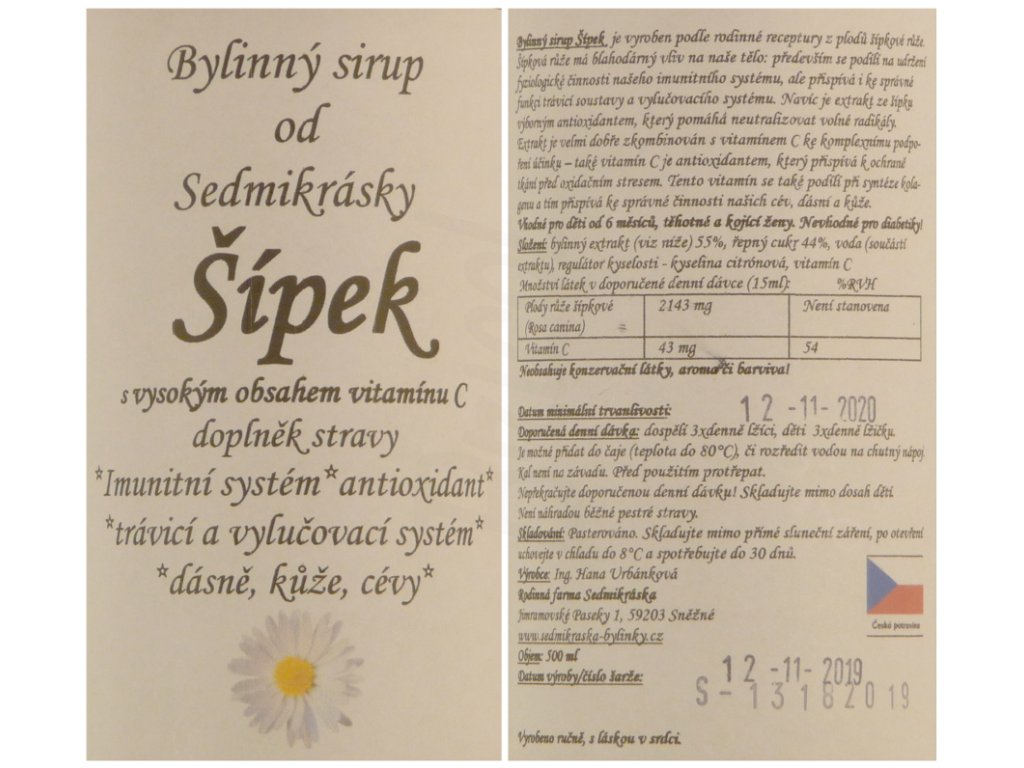 Bylinný sirup
od
Sedmikrásky
Šípek
s vysokým obsahem vitamínu C
doplněk stravy
*Imunitní systém*antioxidant*
*trávicí a vylučovací systém*
*dásně, kůže, cévy*
Bylinný sirup Šípek je vyroben podle rodinné receptury z plodů šípkové růže.
Šípková růže má blahodárný vliv na naše tělo: především se podílí na udržení
fyziologické činnosti našeho imunitního systému, ale přispívá i ke správné
funkci trávicí soustavy a vylučovacího systému. Navíc je extrakt ze šípku
výborným antioxidantem, který pomáhá neutralizovat volné radikály.
Extrakt je velmi dobře zkombinován s vitamínem C ke komplexnímu podpo-
ření účinku – také vitamín C je antioxidantem, který přispívá k ochraně
tkání před oxidačním stresem. Tento vitamín se také podílí při syntéze kola-
genu a tím přispívá ke správné činnosti našich cév, dásní a kůže.
Vhodné pro děti od 6 měsíců, těhotné a kojící ženy. Nevhodné pro diabetiky!
Složení: bylinný extrakt (viz níže) 55%, řepný cukr 44%, voda (součástí
extraktu), regulátor kyselosti - kyselina citrónová, vitamín C
Množství látek v doporučené denní dávce (15ml): %RVH
Plody růže šípkové 2143 mg Není stanovena
(Rosa canina)
Vitamín C 43 mg 54
Neobsahuje konzervační látky, aroma či barviva!
Datum minimální trvanlivosti: 12 -11- 2020
Doporučená denní dávka: dospělí 3xdenně lžíci, děti 3xdenně lžičku.
Je možné přidat do čaje (teplota do 80°C), či rozředit vodou na chutný nápoj.
Kal není na závadu. Před použitím protřepat.
Nepřekračujte doporučenou denní dávku! Skladujte mimo dosah dětí.
Není náhradou běžné pestré stravy.
Skladování: Pasterováno. Skladujte mimo přímé sluneční záření, po otevření
uchovejte v chladu do 8°C a spotřebujte do 30 dnů.
Výrobce: Ing. Hana Urbánková
Rodinná farma Sedmikráska
Jimramovské Paseky 1, 59203 Sněžné
www.sedmikraska-bylinky.cz
Česká potravina
Objem: 500 ml
Datum výroby/číslo šarže: 12 -11- 2019
S - 13182019
Vyrobeno ručně, s láskou v srdci.